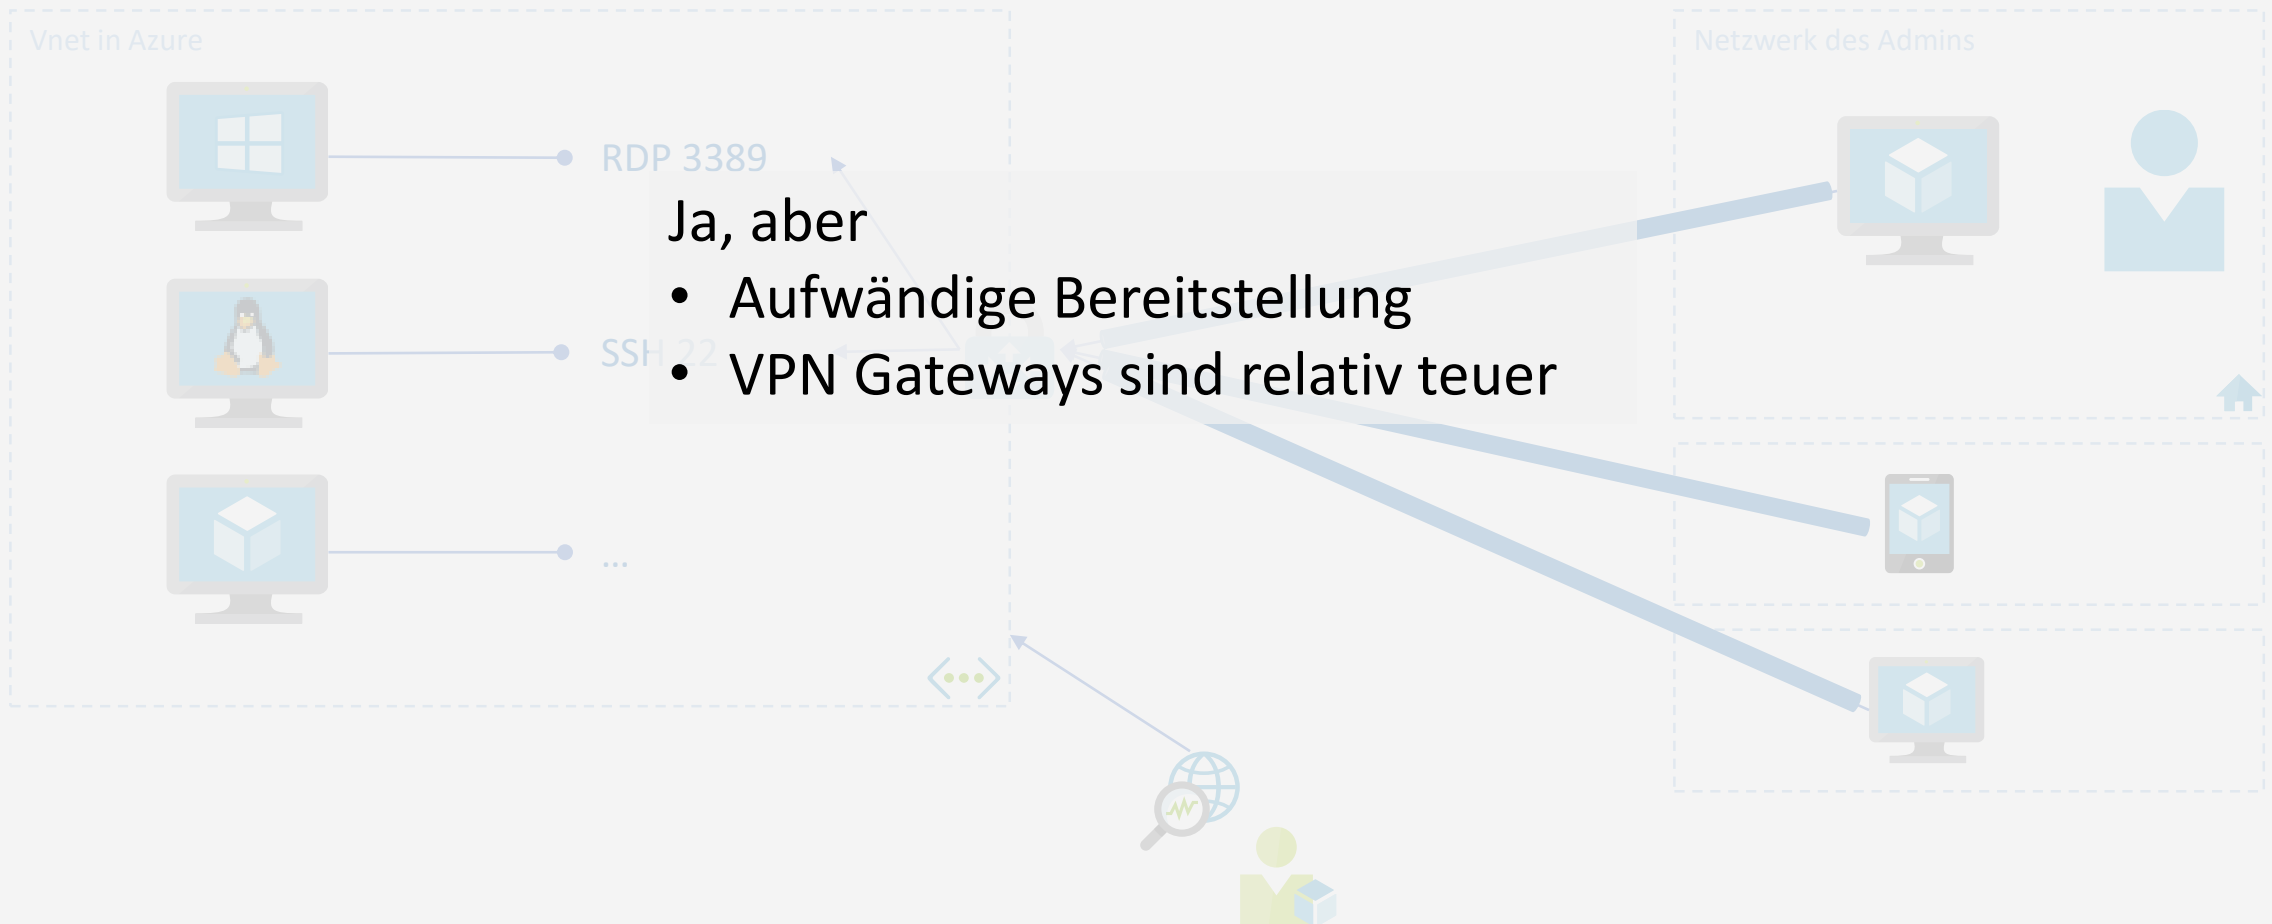 Vnet in Azure
Netzwerk des Admins
RDP 3389
Ja, aber
• Aufwändige Bereitstellung
SSH 22
• VPN Gateways sind relativ teuer
...